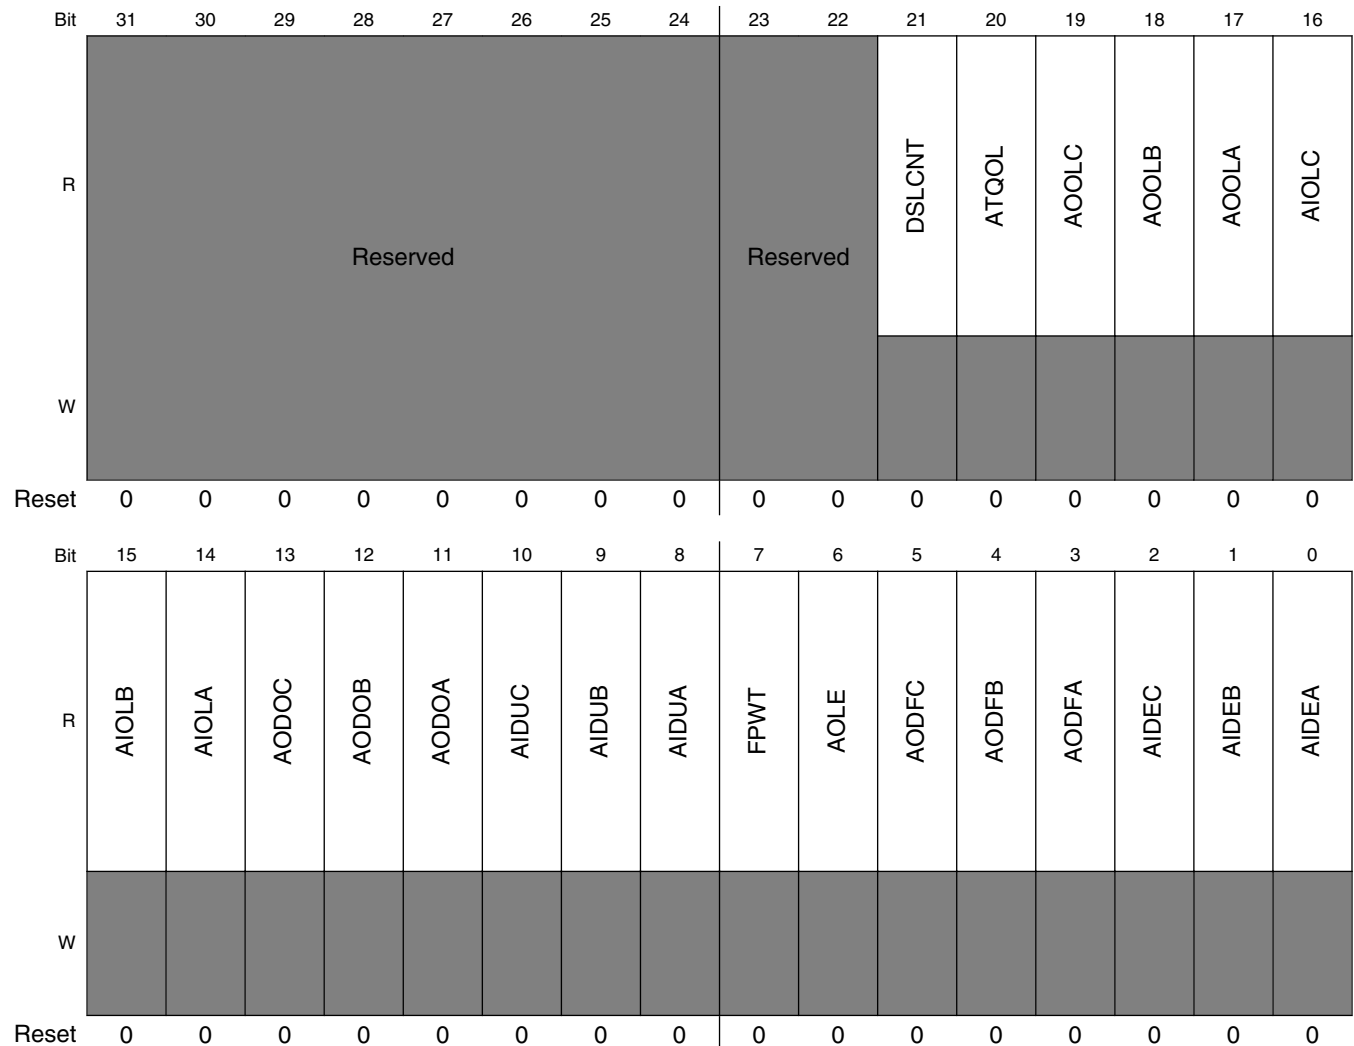 Bit 31 30 29 28 27 26 25 24 23 22 21 20 19 18 17 16
R Reserved Reserved DSLCNT ATQOL AOOLC AOOLB AOOLA AIOLC
W
Reset 0 0 0 0 0 0 0 0 0 0 0 0 0 0 0 0
Bit 15 14 13 12 11 10 9 8 7 6 5 4 3 2 1 0
R AIOLB AIOLA AODOC AODOB AODOA AIDUC AIDUB AIDUA FPWT AOLE AODFC AODFB AODFA AIDEC AIDEB AIDEA
W
Reset 0 0 0 0 0 0 0 0 0 0 0 0 0 0 0 0